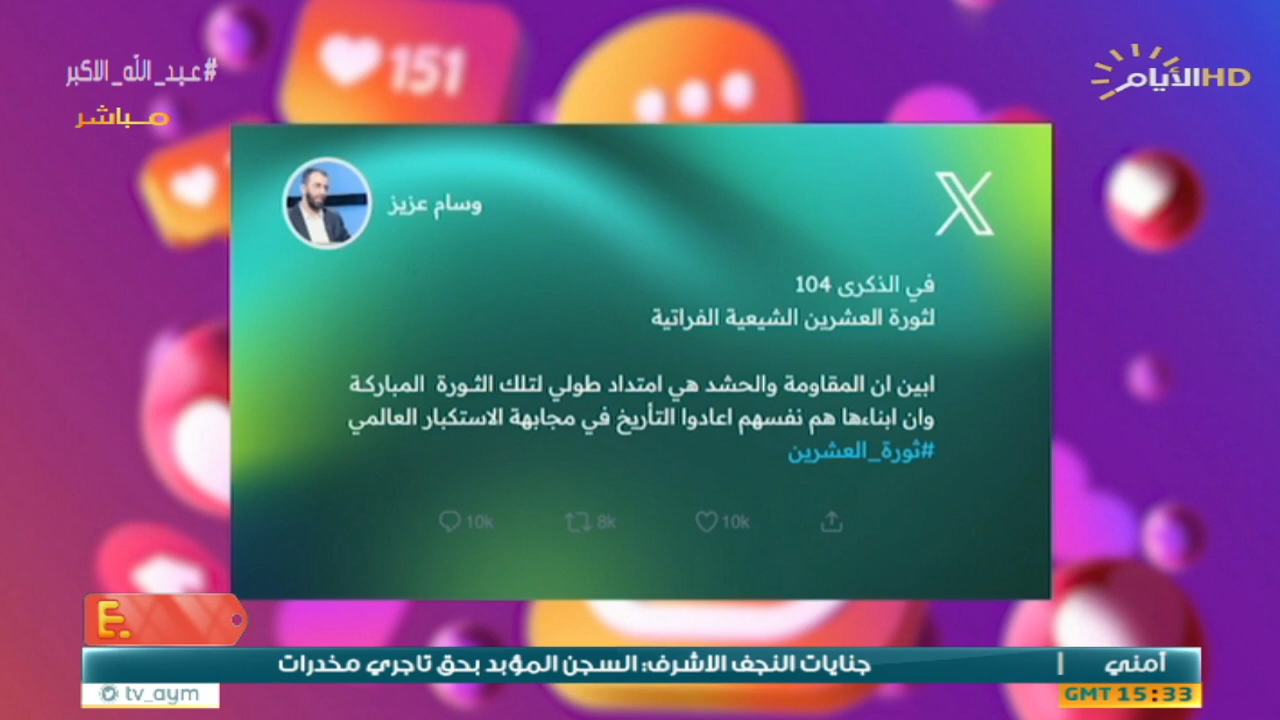 #عبد_الله_الاكبر
مباشر
الأيام HD
151
وسام عزيز
في الذكرى 104
لثورة العشرين الشيعية الفراتية
ابين ان المقاومة والحشد هي امتداد طولي لتلك الثورة المباركة
وان ابناءها هم نفسهم اعادوا التأريخ في مجابهة الاستكبار العالمي
#ثورة_العشرين
10k 8k 10k
E.
أمني | جنايات النجف الاشرف: السجن المؤبد بحق تاجري مخدرات
tv_aym
GMT 15:33